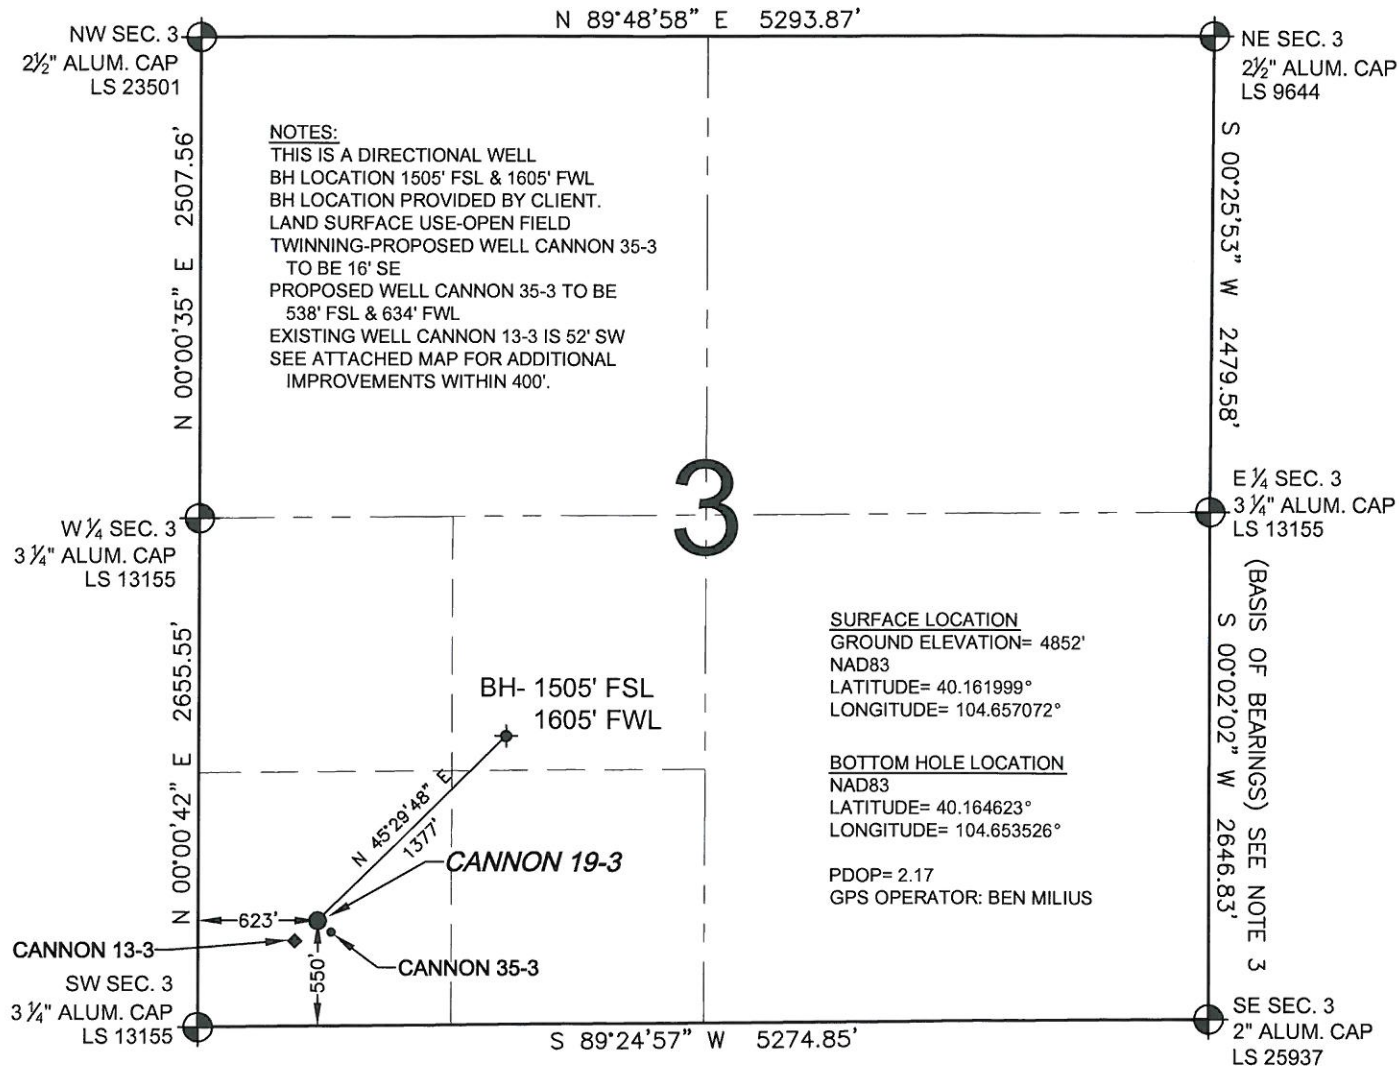 N 89°48'58" E 5293.87'
NW SEC. 3
2½" ALUM. CAP
LS 23501
NE SEC. 3
2½" ALUM. CAP
LS 9644
N 00°00'35" E 2507.56'
NOTES:
THIS IS A DIRECTIONAL WELL
BH LOCATION 1505' FSL & 1605' FWL
BH LOCATION PROVIDED BY CLIENT.
LAND SURFACE USE-OPEN FIELD
TWINNING-PROPOSED WELL CANNON 35-3
TO BE 16' SE
PROPOSED WELL CANNON 35-3 TO BE
538' FSL & 634' FWL
EXISTING WELL CANNON 13-3 IS 52' SW
SEE ATTACHED MAP FOR ADDITIONAL
IMPROVEMENTS WITHIN 400'.
S 00°25'53" W 2479.58'
3
W ¼ SEC. 3
3 ¼" ALUM. CAP
LS 13155
E ¼ SEC. 3
3 ¼" ALUM. CAP
LS 13155
N 00°00'42" E 2655.55'
BH- 1505' FSL
1605' FWL
SURFACE LOCATION
GROUND ELEVATION= 4852'
NAD83
LATITUDE= 40.161999°
LONGITUDE= 104.657072°
BOTTOM HOLE LOCATION
NAD83
LATITUDE= 40.164623°
LONGITUDE= 104.653526°
PDOP= 2.17
GPS OPERATOR: BEN MILIUS
S 00°02'02" W 2646.83'
(BASIS OF BEARINGS) SEE NOTE 3
N 45°29'48" E
1377'
CANNON 19-3
623'
550'
CANNON 13-3
CANNON 35-3
SW SEC. 3
3 ¼" ALUM. CAP
LS 13155
SE SEC. 3
2" ALUM. CAP
LS 25937
S 89°24'57" W 5274.85'